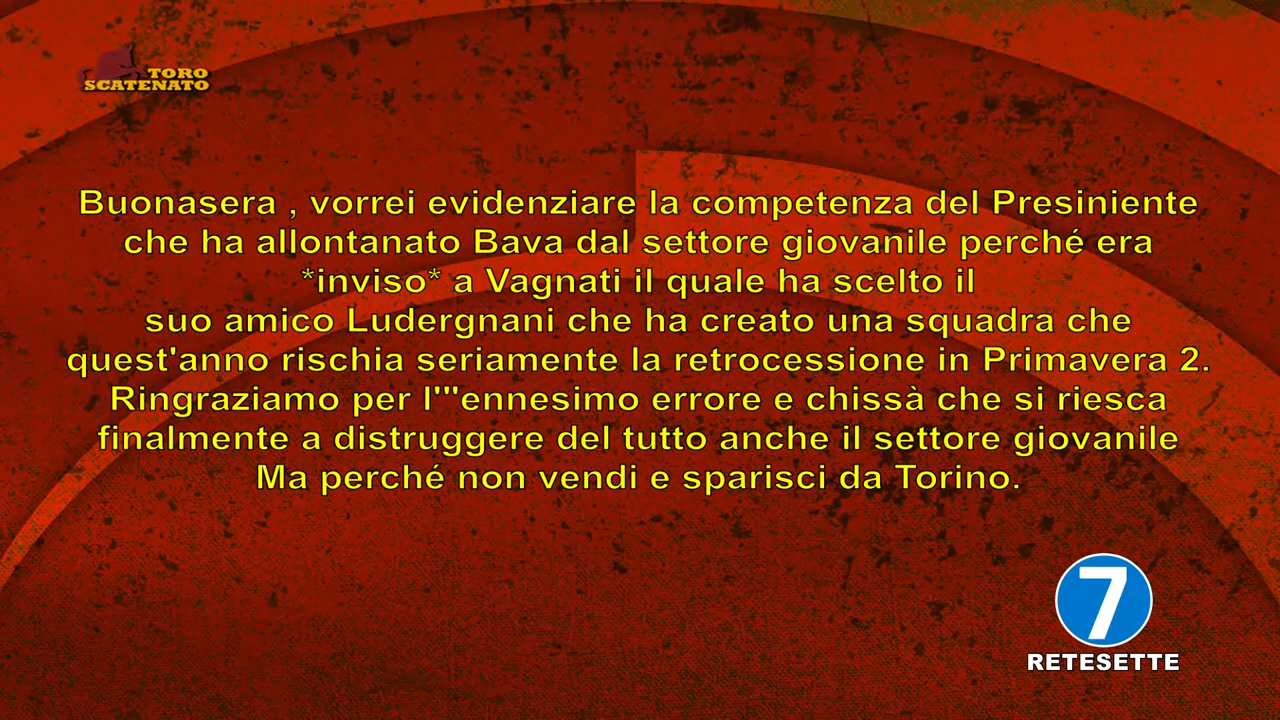 TORO
SCATENATO
Buonasera , vorrei evidenziare la competenza del Presiniente
che ha allontanato Bava dal settore giovanile perché era
*inviso* a Vagnati il quale ha scelto il
suo amico Ludergnani che ha creato una squadra che
quest'anno rischia seriamente la retrocessione in Primavera 2.
Ringraziamo per l'"ennesimo errore e chissà che si riesca
finalmente a distruggere del tutto anche il settore giovanile
Ma perché non vendi e sparisci da Torino.
7
RETESETTE